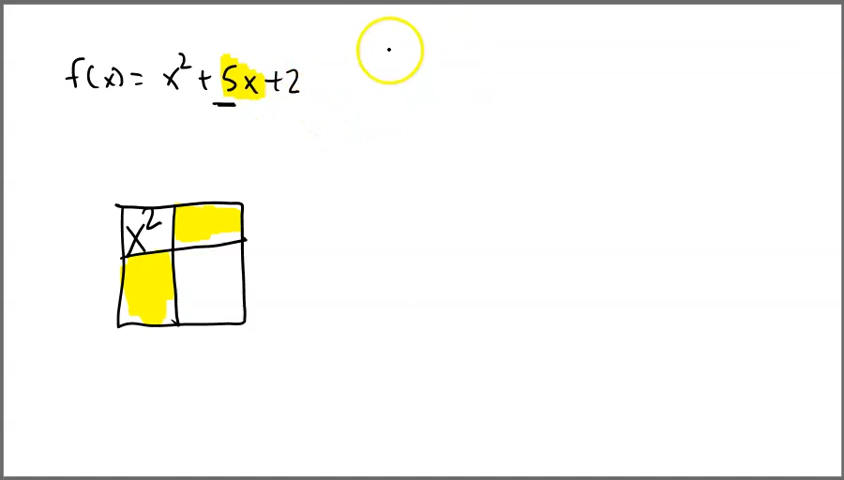 f(x) = x² + 5x + 2
x²